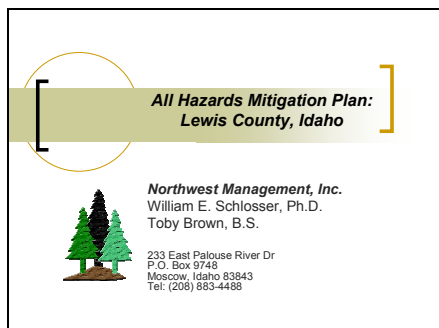 All Hazards Mitigation Plan:
Lewis County, Idaho
Northwest Management, Inc.
William E. Schlosser, Ph.D.
Toby Brown, B.S.
233 East Palouse River Dr
P.O. Box 9748
Moscow, Idaho 83843
Tel: (208) 883-4488